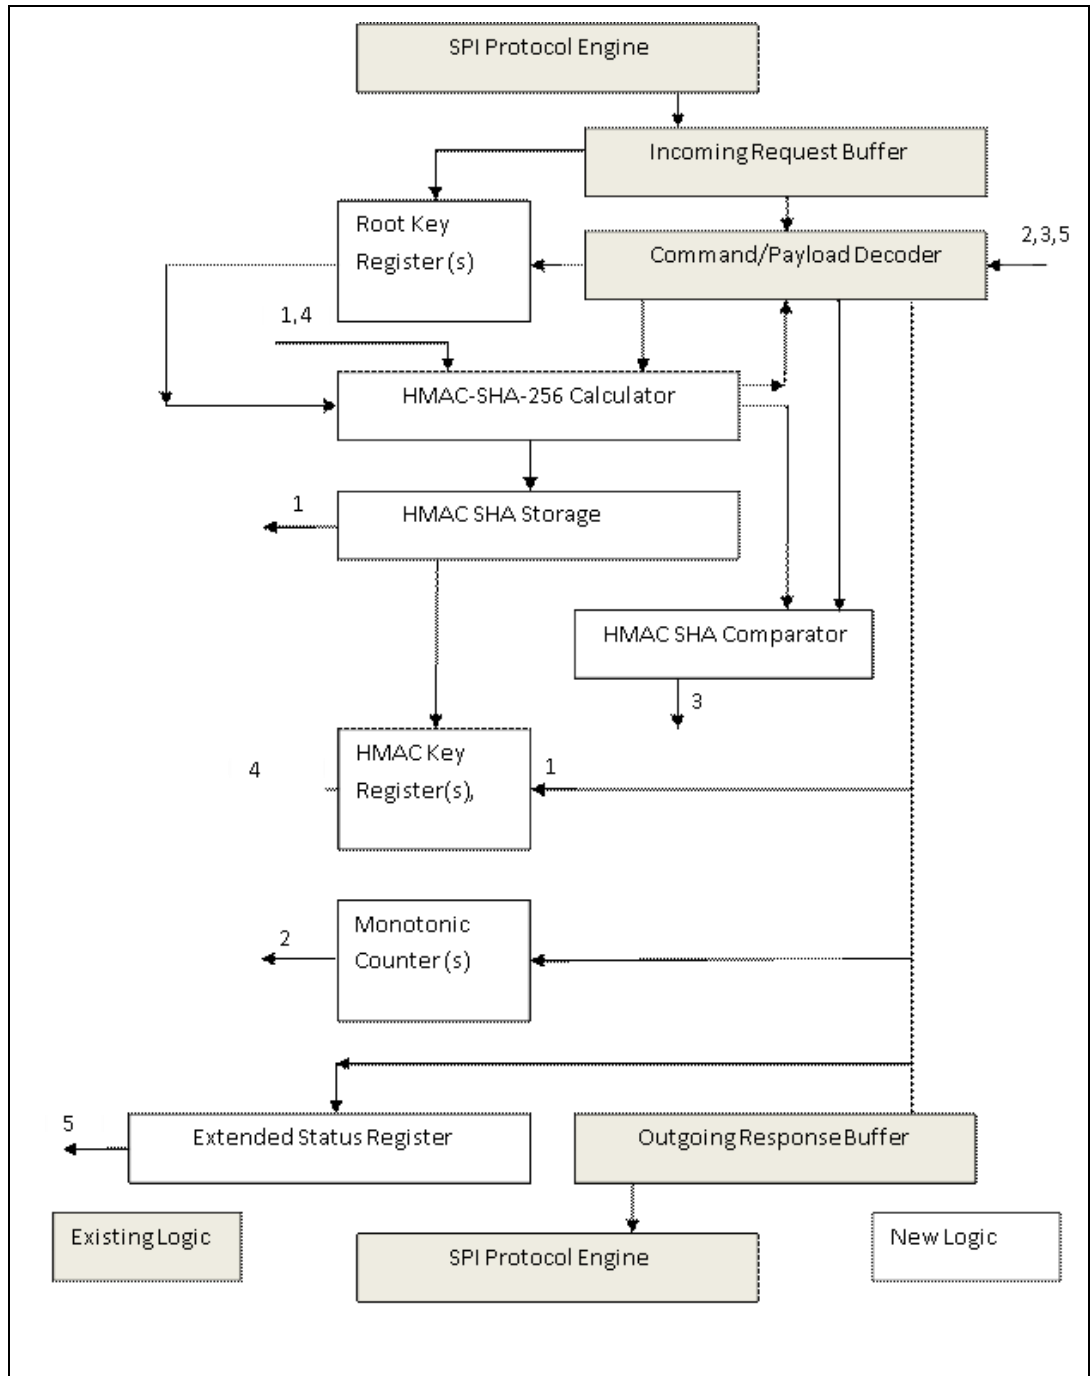 SPI Protocol Engine
Incoming Request Buffer
Root Key
Register(s)
Command/Payload Decoder
2,3,5
1,4
HMAC-SHA-256 Calculator
1
HMAC SHA Storage
HMAC SHA Comparator
3
HMAC Key
Register(s),
4
1
Monotonic
Counter(s)
2
5
Extended Status Register
Outgoing Response Buffer
Existing Logic
SPI Protocol Engine
New Logic